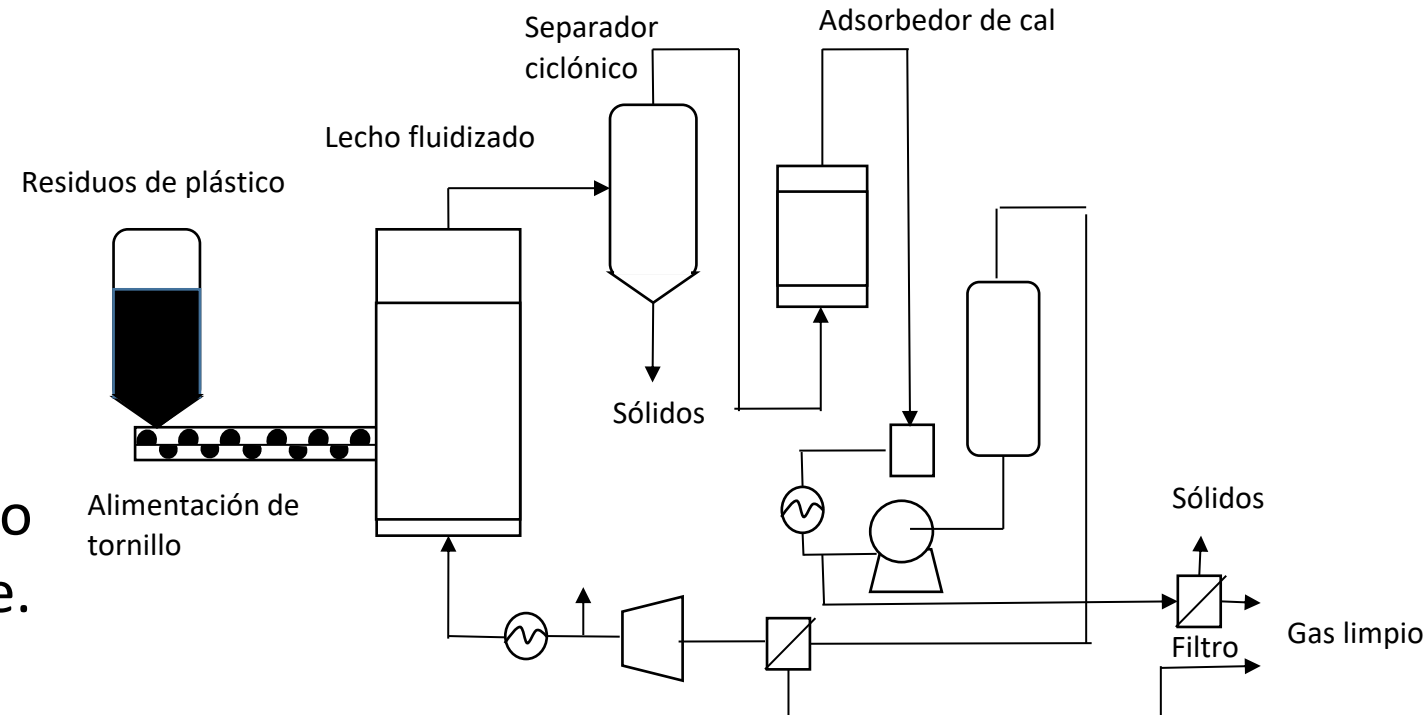 Separador
ciclónico
Adsorbedor de cal
Lecho fluidizado
Residuos de plástico
Sólidos
Alimentación de
tornillo
o
e.
Sólidos
Filtro
Gas limpio